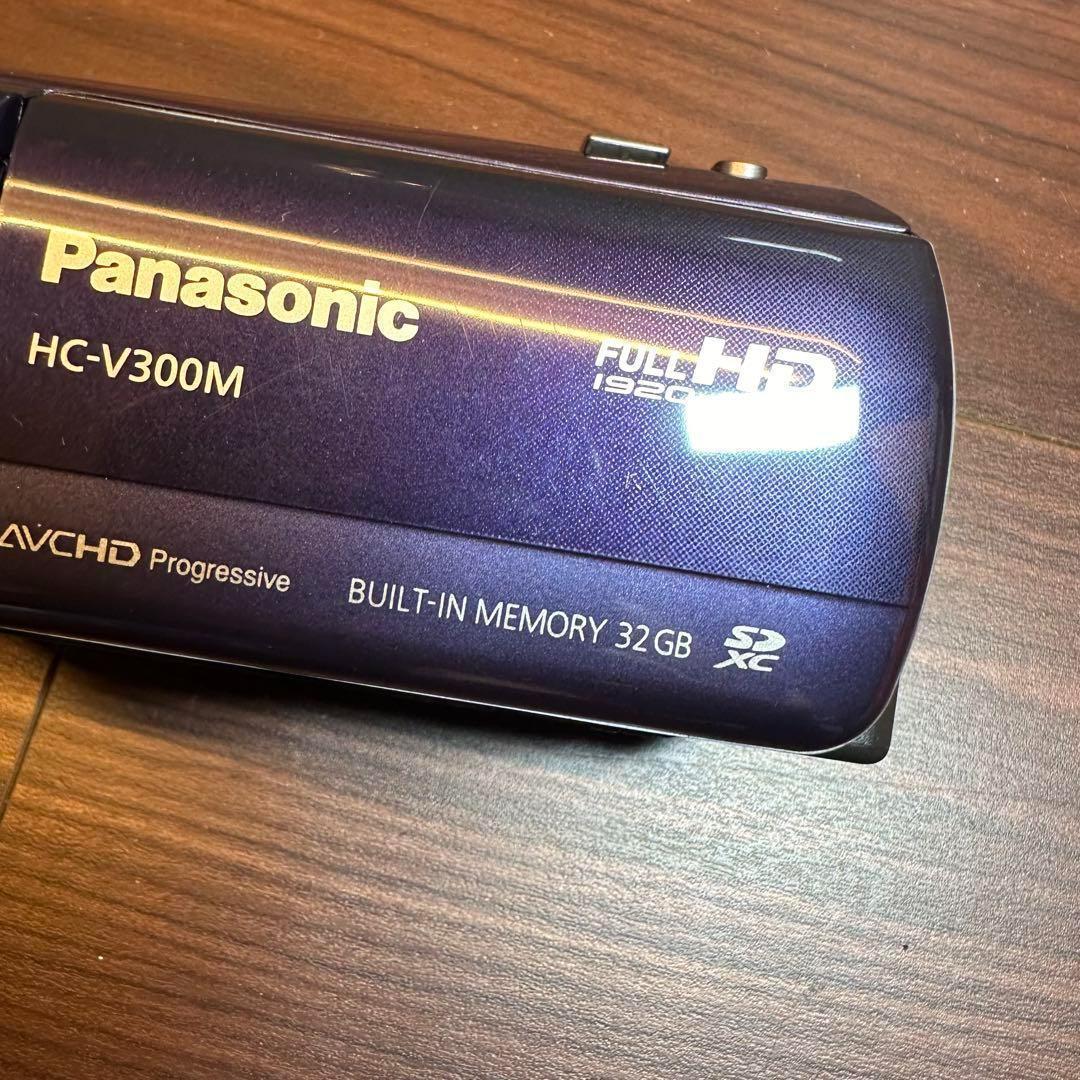 Panasonic
HC-V300M
FULL HD
1920
AVCHD Progressive
BUILT-IN MEMORY 32GB
SD
XC